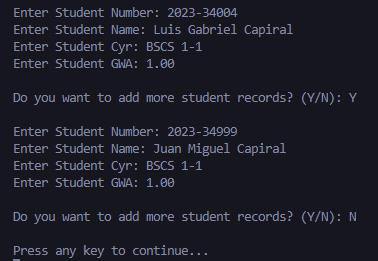 Enter Student Number: 2023-34004
Enter Student Name: Luis Gabriel Capiral
Enter Student Cyr: BSCS 1-1
Enter Student GWA: 1.00
Do you want to add more student records? (Y/N): Y
Enter Student Number: 2023-34999
Enter Student Name: Juan Miguel Capiral
Enter Student Cyr: BSCS 1-1
Enter Student GWA: 1.00
Do you want to add more student records? (Y/N): N
Press any key to continue...